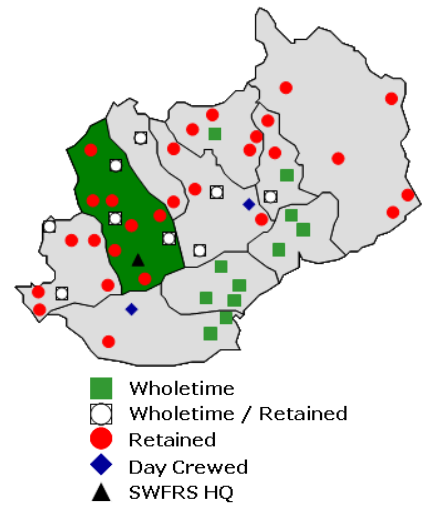 Wholetime
Wholetime / Retained
Retained
Day Crewed
SWFRS HQ